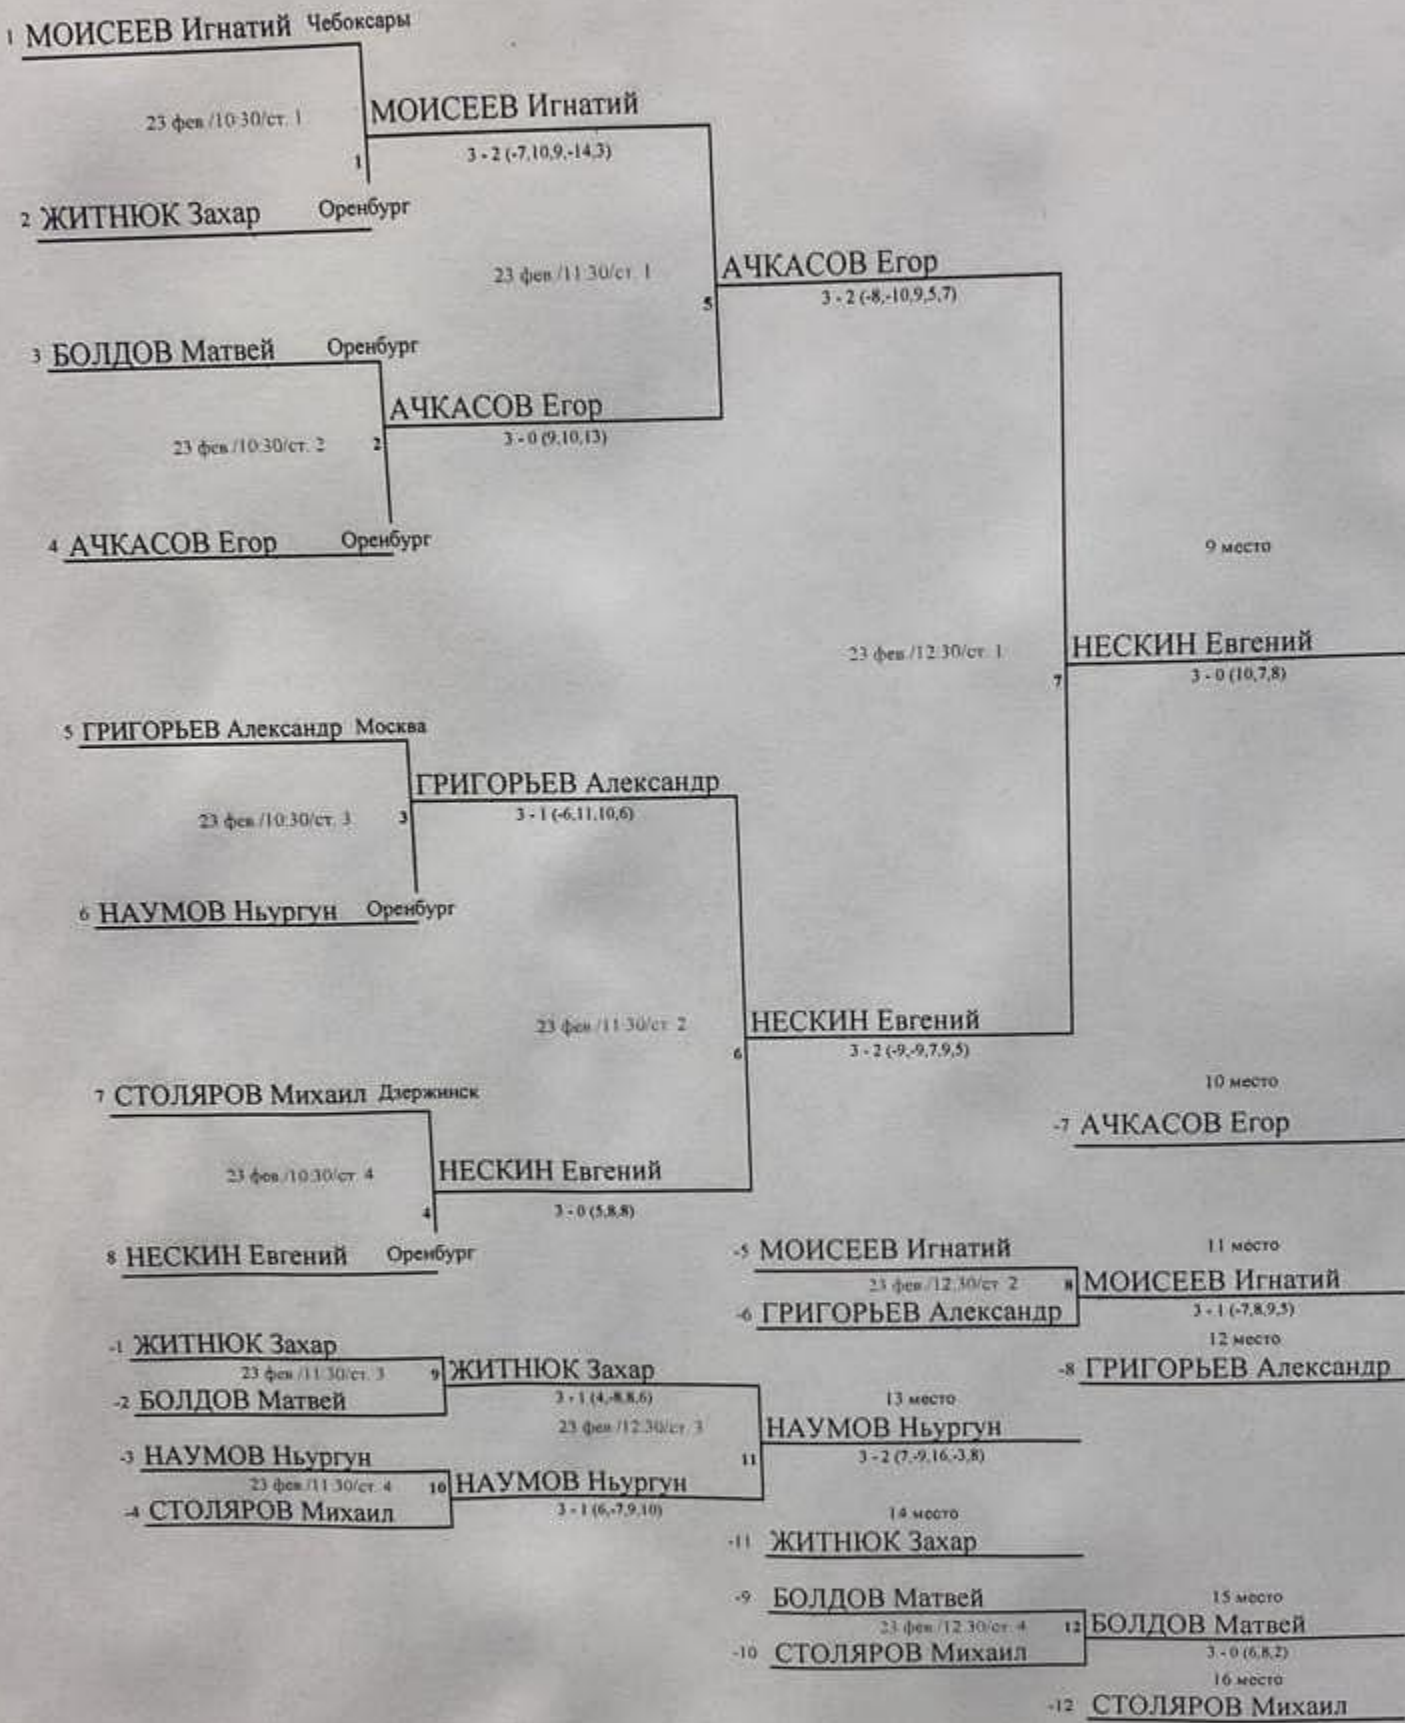 1 МОИСЕЕВ Игнатий Чебоксары
23 фев./10:30/ст. 1
1
МОИСЕЕВ Игнатий
3 - 2 (-7,10,9,-14,3)
2 ЖИТНЮК Захар Оренбург
23 фев./11:30/ст. 1
5
АЧКАСОВ Егор
3 - 2 (-8,-10,9,5,7)
3 БОЛДОВ Матвей Оренбург
23 фев./10:30/ст. 2
2
АЧКАСОВ Егор
3 - 0 (9,10,13)
4 АЧКАСОВ Егор Оренбург
9 место
23 фев./12:30/ст. 1
7
НЕСКИН Евгений
3 - 0 (10,7,8)
5 ГРИГОРЬЕВ Александр Москва
23 фев./10:30/ст. 3
3
ГРИГОРЬЕВ Александр
3 - 1 (-6,11,10,6)
6 НАУМОВ Ньургун Оренбург
23 фев./11:30/ст. 2
6
НЕСКИН Евгений
3 - 2 (-9,-9,7,9,5)
7 СТОЛЯРОВ Михаил Дзержинск
23 фев./10:30/ст. 4
4
НЕСКИН Евгений
3 - 0 (5,8,8)
8 НЕСКИН Евгений Оренбург
10 место
-7 АЧКАСОВ Егор
-5 МОИСЕЕВ Игнатий
23 фев./12:30/ст. 2
8
-6 ГРИГОРЬЕВ Александр
11 место
МОИСЕЕВ Игнатий
3 - 1 (-7,8,9,5)
12 место
-8 ГРИГОРЬЕВ Александр
-1 ЖИТНЮК Захар
23 фев./11:30/ст. 3
9
-2 БОЛДОВ Матвей
ЖИТНЮК Захар
3 - 1 (4,-8,8,6)
-3 НАУМОВ Ньургун
23 фев./11:30/ст. 4
10
-4 СТОЛЯРОВ Михаил
НАУМОВ Ньургун
3 - 1 (6,-7,9,10)
23 фев./12:30/ст. 3
11
13 место
НАУМОВ Ньургун
3 - 2 (7,-9,16,-3,8)
14 место
-11 ЖИТНЮК Захар
-9 БОЛДОВ Матвей
23 фев./12:30/ст. 4
12
-10 СТОЛЯРОВ Михаил
15 место
БОЛДОВ Матвей
3 - 0 (6,8,2)
16 место
-12 СТОЛЯРОВ Михаил